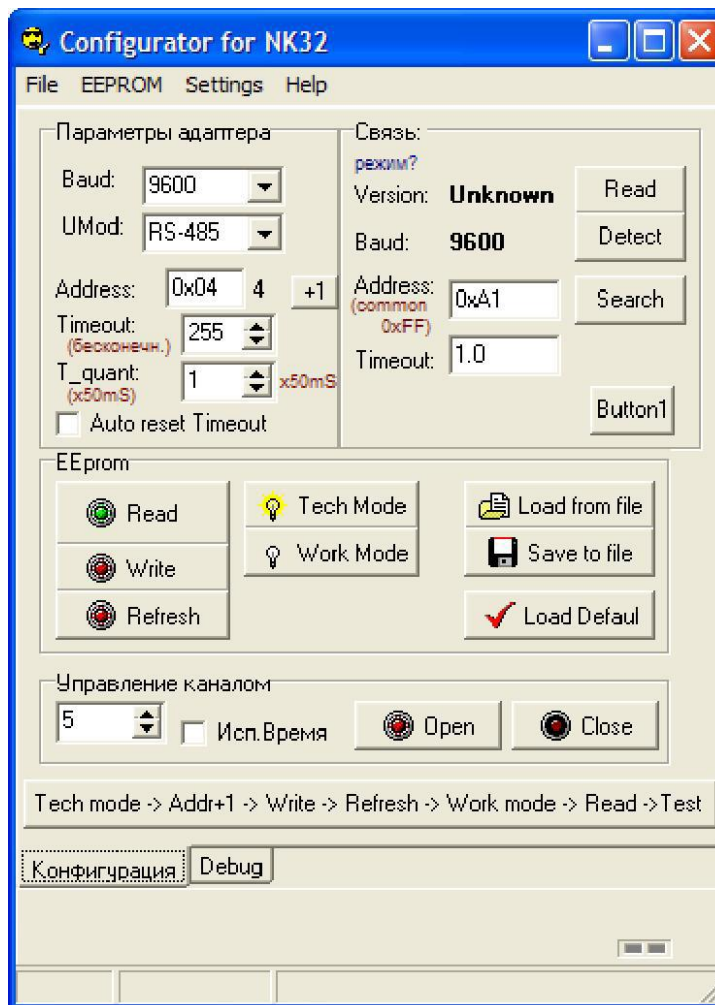 Configurator for NK32
File EEPROM Settings Help
Параметры адаптера
Baud: 9600
UMod: RS-485
Address: 0x04 4 +1
Timeout: 255
(бесконечн.)
T_quant: 1 x50mS
(x50mS)
Auto reset Timeout
Связь:
режим?
Version: Unknown Read
Baud: 9600 Detect
Address: 0xA1 Search
(common
0xFF)
Timeout: 1.0
Button1
EEprom
Read Tech Mode Load from file
Write Work Mode Save to file
Refresh Load Defaul
Управление каналом
5 Исп.Время Open Close
Tech mode -> Addr+1 -> Write -> Refresh -> Work mode -> Read ->Test
Конфигурация Debug